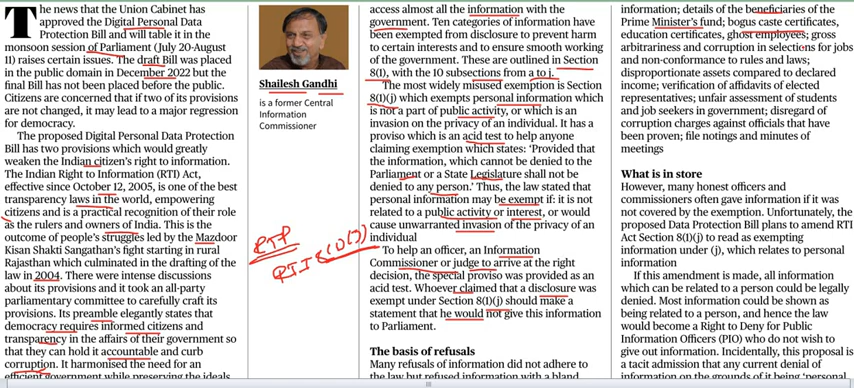 The news that the Union Cabinet has
approved the Digital Personal Data
Protection Bill and will table it in the
monsoon session of Parliament (July 20-August
11) raises certain issues. The draft Bill was placed
in the public domain in December 2022 but the
final Bill has not been placed before the public.
Citizens are concerned that if two of its provisions
are not changed, it may lead to a major regression
for democracy.
The proposed Digital Personal Data Protection
Bill has two provisions which would greatly
weaken the Indian citizen's right to information.
The Indian Right to Information (RTI) Act,
effective since October 12, 2005, is one of the best
transparency laws in the world, empowering
citizens and is a practical recognition of their role
as the rulers and owners of India. This is the
outcome of people's struggles led by the Mazdoor
Kisan Shakti Sangathan's fight starting in rural
Rajasthan which culminated in the drafting of the
law in 2004. There were intense discussions
about its provisions and it took an all-party
parliamentary committee to carefully craft its
provisions. Its preamble elegantly states that
democracy requires informed citizens and
transparency in the affairs of their government so
that they can hold it accountable and curb
corruption. It harmonised the need for an
efficient government while preserving the ideals
Shailesh Gandhi
is a former Central
Information
Commissioner
RTI 8(1)(J)
access almost all the information with the
government. Ten categories of information have
been exempted from disclosure to prevent harm
to certain interests and to ensure smooth working
of the government. These are outlined in Section
8(1), with the 10 subsections from a to j.
The most widely misused exemption is Section
8(1)(j) which exempts personal information which
is not a part of public activity, or which is an
invasion on the privacy of an individual. It has a
proviso which is an acid test to help anyone
claiming exemption which states: 'Provided that
the information, which cannot be denied to the
Parliament or a State Legislature shall not be
denied to any person.' Thus, the law stated that
personal information may be exempt if: it is not
related to a public activity or interest, or would
cause unwarranted invasion of the privacy of an
individual
To help an officer, an Information
Commissioner or judge to arrive at the right
decision, the special proviso was provided as an
acid test. Whoever claimed that a disclosure was
exempt under Section 8(1)(j) should make a
statement that he would not give this information
to Parliament.
The basis of refusals
Many refusals of information did not adhere to
the law but refused information with a bland
information; details of the beneficiaries of the
Prime Minister's fund; bogus caste certificates,
education certificates, ghost employees; gross
arbitrariness and corruption in selections for jobs
and non-conformance to rules and laws;
disproportionate assets compared to declared
income; verification of affidavits of elected
representatives; unfair assessment of students
and job seekers in government; disregard of
corruption charges against officials that have
been proven; file notings and minutes of
meetings
What is in store
However, many honest officers and
commissioners often gave information if it was
not covered by the exemption. Unfortunately, the
proposed Data Protection Bill plans to amend RTI
Act Section 8(1)(j) to read as exempting
information under (j), which relates to personal
information
If this amendment is made, all information
which can be related to a person could be legally
denied. Most information could be shown as
being related to a person, and hence the law
would become a Right to Deny for Public
Information Officers (PIO) who do not wish to
give out information. Incidentally, this proposal is
a tacit admission that any current denial of
information on the grounds of it being 'personal